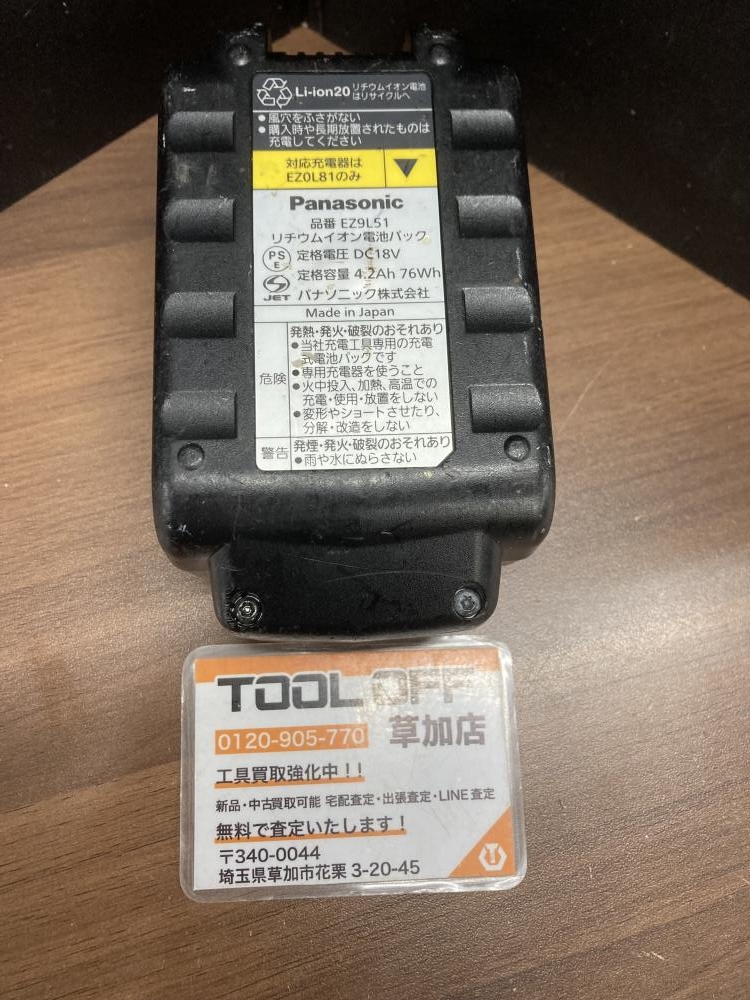 Li-ion20 リチウムイオン電池
はリサイクルへ
●風穴をふさがない
●購入時や長期放置されたものは
充電してください
対応充電器は
EZ0L81のみ
Panasonic
品番 EZ9L51
リチウムイオン電池パック
PS
E
定格電圧 DC18V
定格容量 4.2Ah 76Wh
JET パナソニック株式会社
Made in Japan
危険
発熱・発火・破裂のおそれあり
●当社充電工具専用の充電
式電池パックです
●専用充電器を使うこと
●火中投入、加熱、高温での
充電・使用・放置をしない
●変形やショートさせたり、
分解・改造をしない
警告
発煙・発火・破裂のおそれあり
●雨や水にぬらさない
TOOL OFF
0120-905-770 草加店
工具買取強化中!!
新品・中古買取可能 宅配査定・出張査定・LINE査定
無料で査定いたします!
〒340-0044
埼玉県草加市花栗 3-20-45